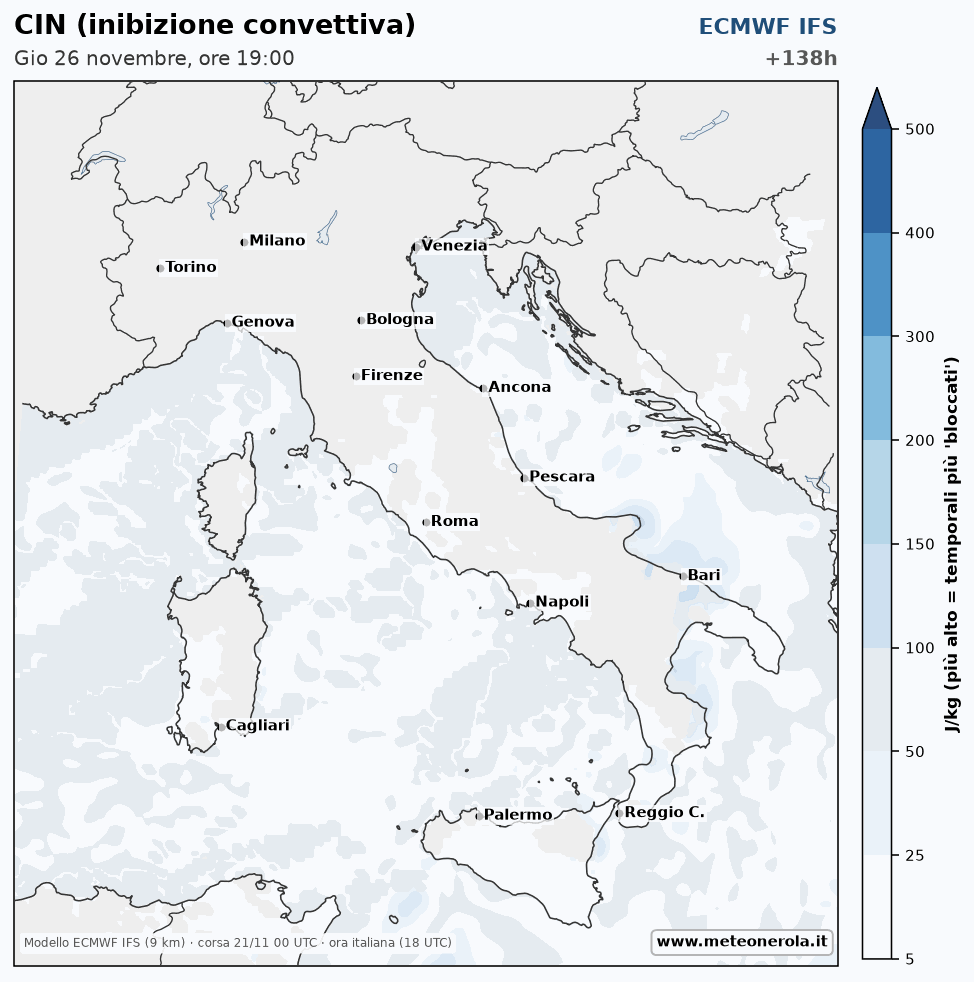 CIN (inibizione convettiva)
ECMWF IFS
Gio 26 novembre, ore 19:00
+138h
Milano
Venezia
Torino
Genova
Bologna
Firenze
Ancona
Pescara
Roma
Bari
Napoli
Cagliari
Palermo
Reggio C.
500
400
300
200
150
100
50
25
5
J/kg (più alto = temporali più 'bloccati')
Modello ECMWF IFS (9 km) · corsa 21/11 00 UTC · ora italiana (18 UTC)
www.meteonerola.it